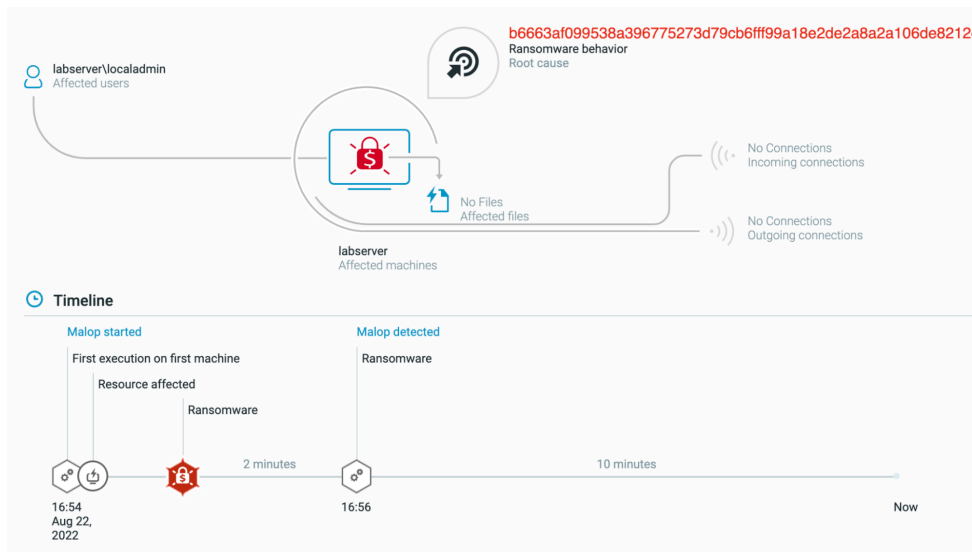 b6663af099538a396775273d79cb6fff99a18e2de2a8a2a106de8212
Ransomware behavior
Root cause
labserver\localadmin
Affected users
$
No Connections
Incoming connections
No Files
Affected files
No Connections
Outgoing connections
labserver
Affected machines
Timeline
Malop started
Malop detected
First execution on first machine
Ransomware
Resource affected
Ransomware
2 minutes
10 minutes
$
16:54
Aug 22,
2022
16:56
Now